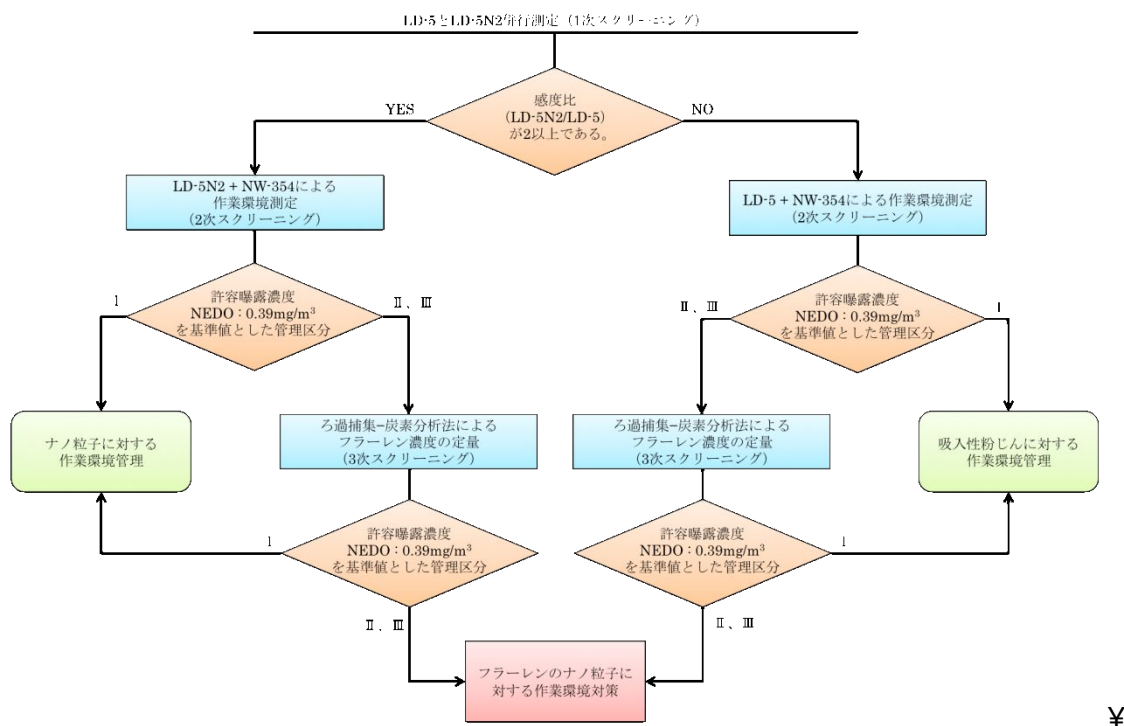 LD-5とLD-5N2併行測定（1次スクリーニング）
感度比
(LD-5N2/LD-5)
が2以上である。
YES
NO
LD-5N2 + NW-354による
作業環境測定
（2次スクリーニング）
LD-5 + NW-354による作業環境測定
（2次スクリーニング）
許容曝露濃度
NEDO：0.39mg/m³
を基準値とした管理区分
I
Ⅱ、Ⅲ
許容曝露濃度
NEDO：0.39mg/m³
を基準値とした管理区分
Ⅱ、Ⅲ
I
ナノ粒子に対する
作業環境管理
ろ過捕集–炭素分析法による
フラーレン濃度の定量
（3次スクリーニング）
ろ過捕集–炭素分析法による
フラーレン濃度の定量
（3次スクリーニング）
吸入性粉じんに対する
作業環境管理
許容曝露濃度
NEDO：0.39mg/m³
を基準値とした管理区分
I
Ⅱ、Ⅲ
許容曝露濃度
NEDO：0.39mg/m³
を基準値とした管理区分
I
Ⅱ、Ⅲ
フラーレンのナノ粒子に
対する作業環境対策
¥